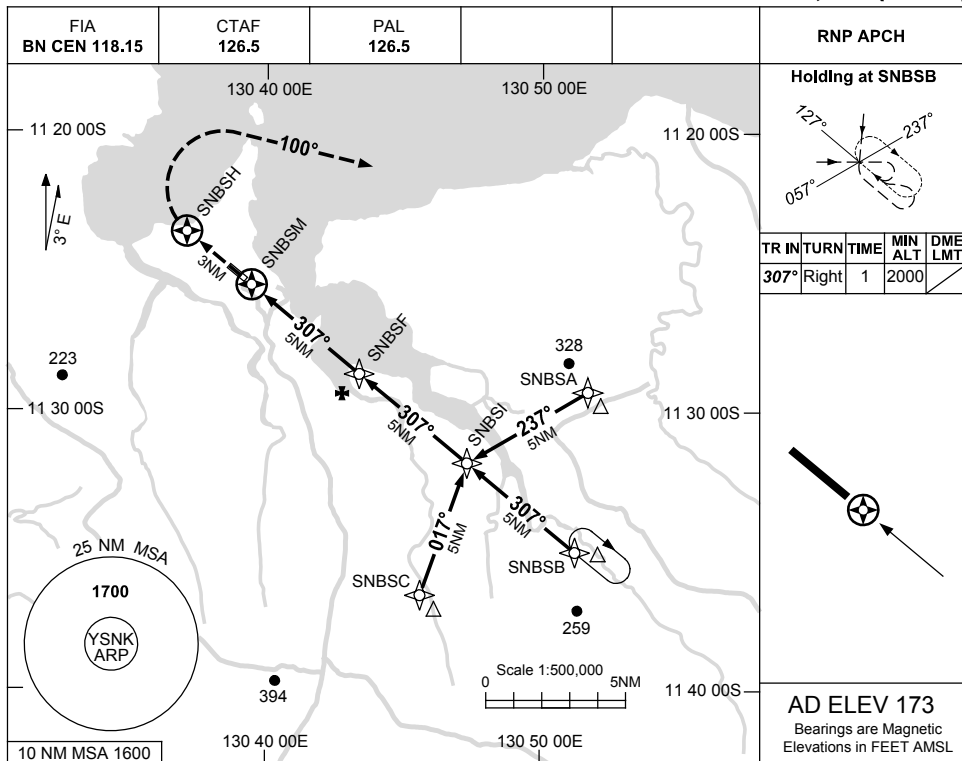 FIA
BN CEN 118.15
CTAF
126.5
PAL
126.5
RNP APCH
130 40 00E
130 50 00E
11 20 00S
11 20 00S
Holding at SNBSB
127°
237°
057°
TR IN TURN TIME MIN ALT DME LMT
307° Right 1 2000
100°
3° E
SNBSH
SNBSM
3NM
307°
5NM
SNBSF
223
328
SNBSA
11 30 00S
11 30 00S
307°
5NM
SNBSI
237°
5NM
017°
5NM
307°
5NM
SNBSB
SNBSC
25 NM MSA
1700
YSNK
ARP
259
394
Scale 1:500,000
0 5NM
11 40 00S
10 NM MSA 1600
130 40 00E
130 50 00E
AD ELEV 173
Bearings are Magnetic
Elevations in FEET AMSL